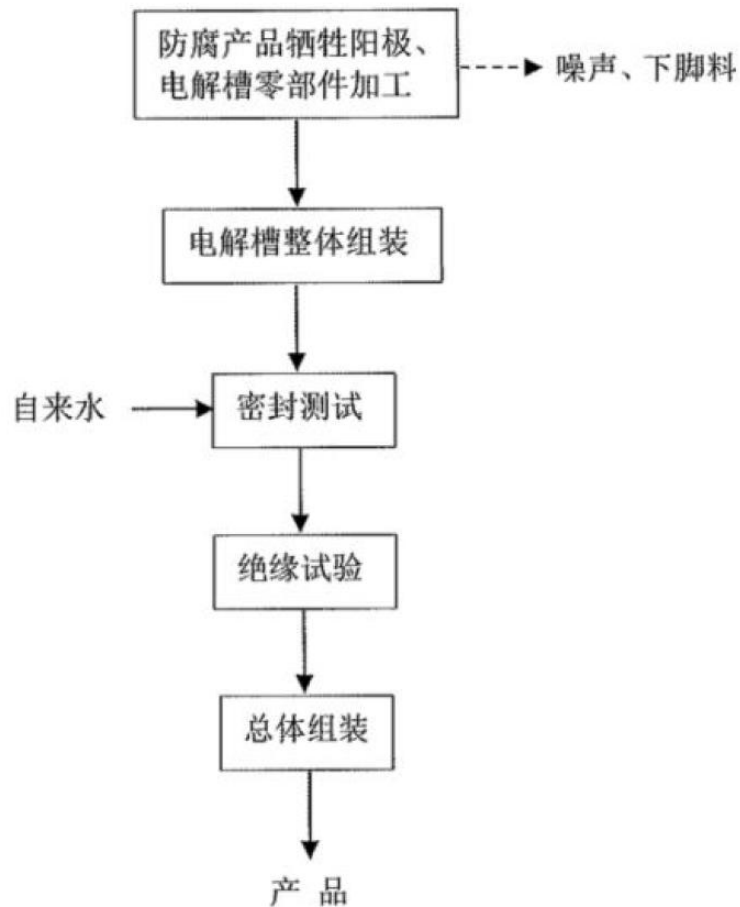 防腐产品牺牲阳极、
电解槽零部件加工
噪声、下脚料
电解槽整体组装
自来水
密封测试
绝缘试验
总体组装
产 品